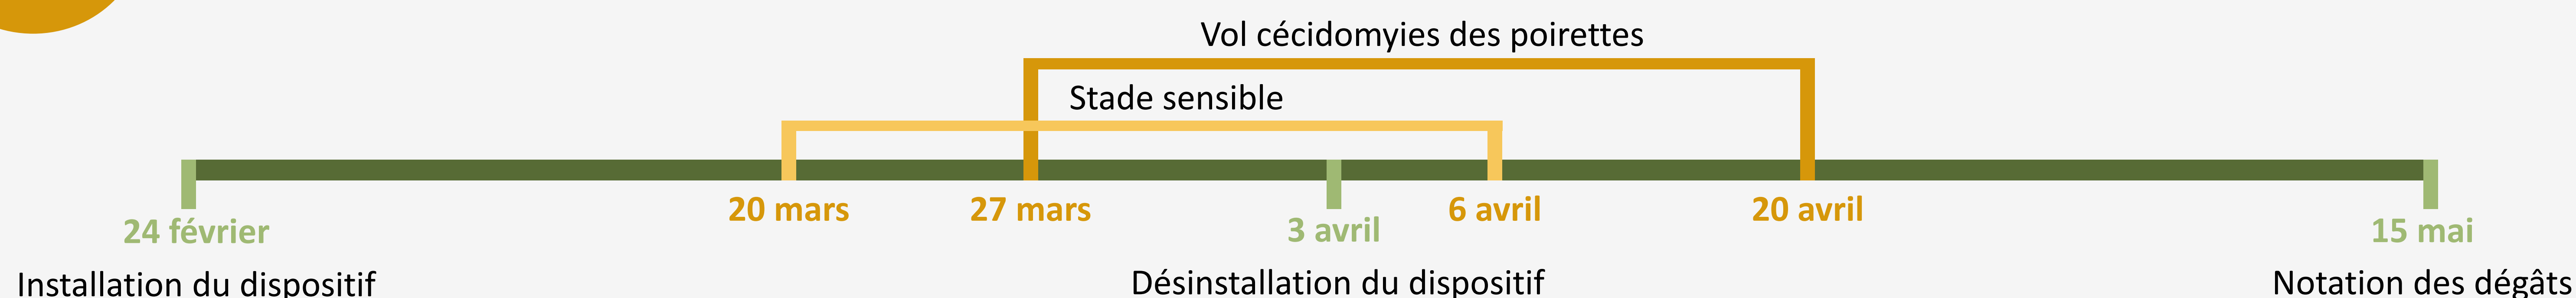 Vol cécidomyies des poirettes
Stade sensible
20 mars
27 mars
6 avril
20 avril
24 février
3 avril
15 mai
Installation du dispositif
Désinstallation du dispositif
Notation des dégâts